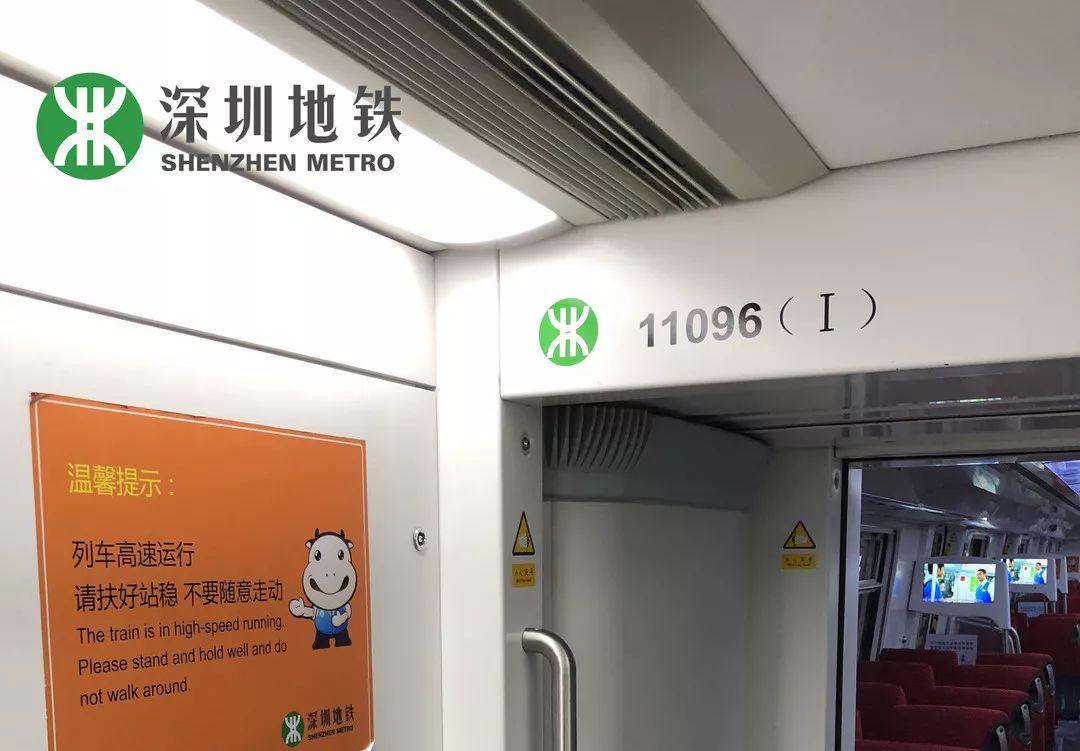 深圳地铁
SHENZHEN METRO
11096（I）
温馨提示：
列车高速运行
请扶好站稳 不要随意走动
The train is in high-speed running.
Please stand and hold well and do
not walk around.
深圳地铁
SHENZHEN METRO